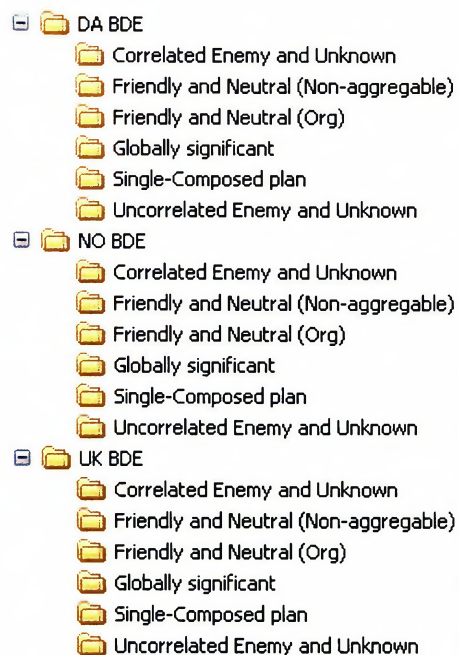 DA BDE
Correlated Enemy and Unknown
Friendly and Neutral (Non-aggregable)
Friendly and Neutral (Org)
Globally significant
Single-Composed plan
Uncorrelated Enemy and Unknown
NO BDE
Correlated Enemy and Unknown
Friendly and Neutral (Non-aggregable)
Friendly and Neutral (Org)
Globally significant
Single-Composed plan
Uncorrelated Enemy and Unknown
UK BDE
Correlated Enemy and Unknown
Friendly and Neutral (Non-aggregable)
Friendly and Neutral (Org)
Globally significant
Single-Composed plan
Uncorrelated Enemy and Unknown